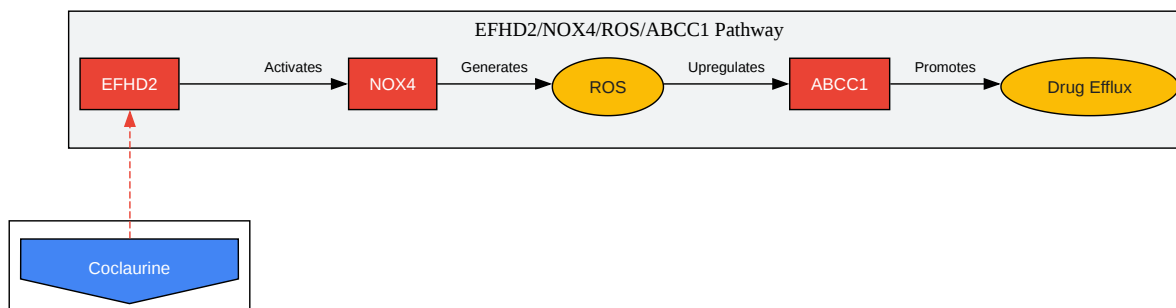 EFHD2/NOX4/ROS/ABCC1 Pathway
EFHD2
Activates
NOX4
Generates
ROS
Upregulates
ABCC1
Promotes
Drug Efflux
Coclaurine